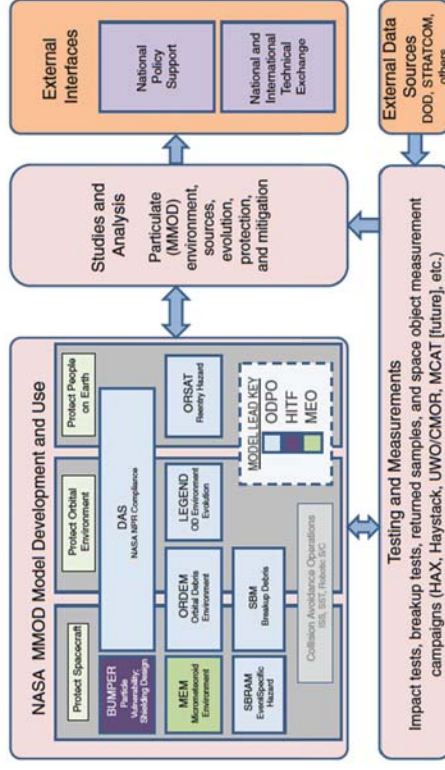 NASA MMOD Model Development and Use
Protect Spacecraft
Protect Orbital
Environment
Protect People
on Earth
BUMPER
Particle
Vulnerability;
Shielding Design
DAS
NASA NPR Compliance
MEM
Micrometeoroid
Environment
ORDEM
Orbital Debris
Environment
LEGEND
OD Environment
Evolution
ORSAT
Reentry Hazard
SBRAM
EventSpecific
Hazard
SBM
Breakup Debris
MODEL LEAD KEY
ODPO
HITF
MEO
Collision Avoidance Operations
ISS, SST, Robotic S/C
Studies and
Analysis
Particulate
(MMOD)
environment,
sources,
evolution,
protection,
and mitigation
External
Interfaces
National
Policy
Support
National and
International
Technical
Exchange
Testing and Measurements
Impact tests, breakup tests, returned samples, and space object measurement
campaigns (HAX, Haystack, UWO/CMOR, MCAT [future], etc.)
External Data
Sources
DOD, STRATCOM,
others